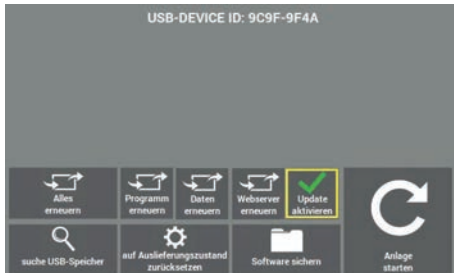 USB-DEVICE ID: 9C9F-9F4A
Alles
erneuern
Programm
erneuern
Daten
erneuern
Webserver
erneuern
Update
aktivieren
suche USB-Speicher
auf Auslieferungszustand
zurücksetzen
Software sichern
Anlage
starten